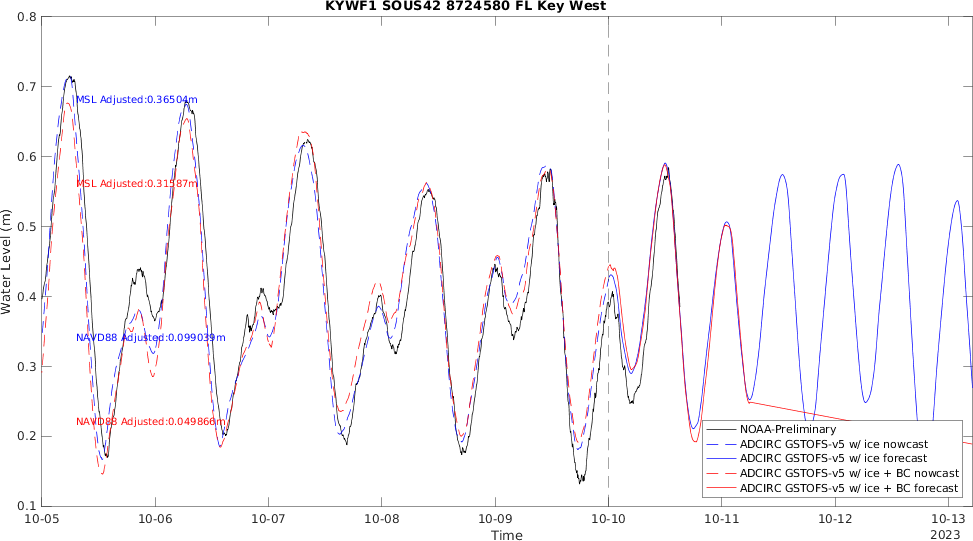 KYWF1 SOUS42 8724580 FL Key West
0.8
0.7
0.6
0.5
0.4
0.3
0.2
0.1
Water Level (m)
MSL Adjusted:0.36504m
MSL Adjusted:0.31587m
NAVD88 Adjusted:0.099039m
NAVD88 Adjusted:0.049866m
NOAA-Preliminary
ADCIRC GSTOFS-v5 w/ ice nowcast
ADCIRC GSTOFS-v5 w/ ice forecast
ADCIRC GSTOFS-v5 w/ ice + BC nowcast
ADCIRC GSTOFS-v5 w/ ice + BC forecast
10-05 10-06 10-07 10-08 10-09 10-10 10-11 10-12 10-13
2023
Time